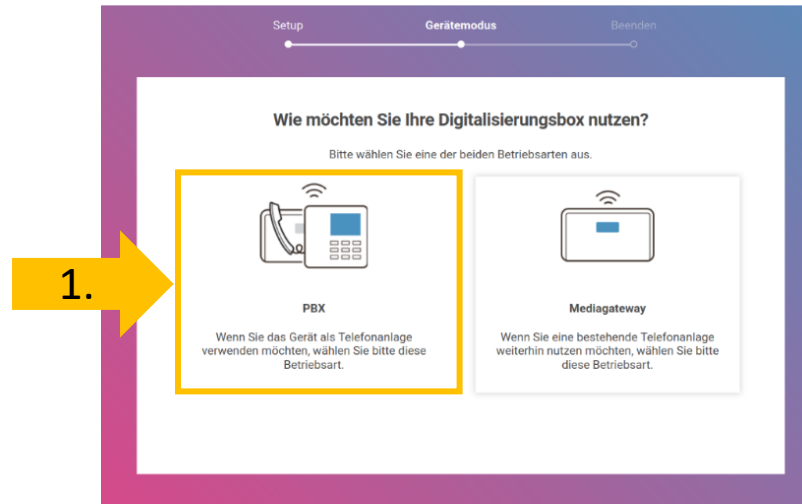 Setup Gerätemodus Beenden
Wie möchten Sie Ihre Digitalisierungsbox nutzen?
Bitte wählen Sie eine der beiden Betriebsarten aus.
1.
PBX
Wenn Sie das Gerät als Telefonanlage
verwenden möchten, wählen Sie bitte diese
Betriebsart.
Mediagateway
Wenn Sie eine bestehende Telefonanlage
weiterhin nutzen möchten, wählen Sie bitte
diese Betriebsart.